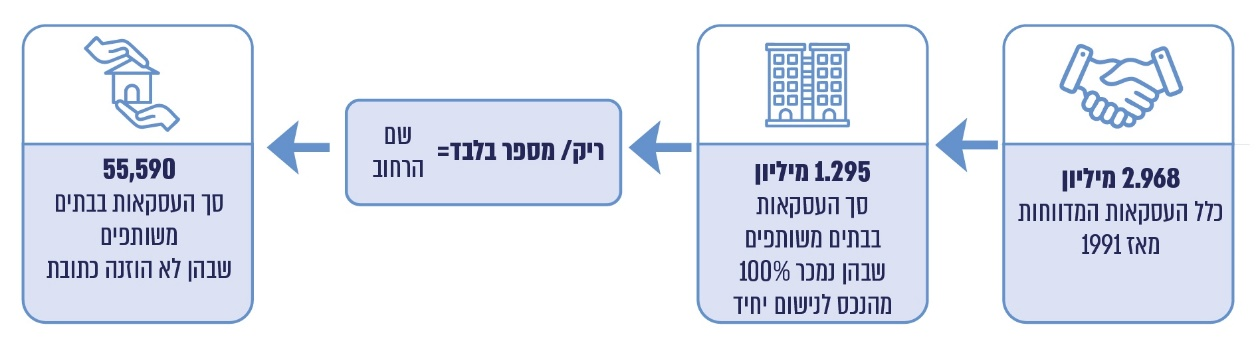 2.968 מיליון
כלל העסקאות המדווחות
מאז 1991
1.295 מיליון
סך העסקאות
בבתים משותפים
שבהן נמכר 100%
מהנכס לנישום יחיד
ריק/ מספר בלבד=
שם
הרחוב
55,590
סך העסקאות בבתים
משותפים
שבהן לא הוזנה כתובת